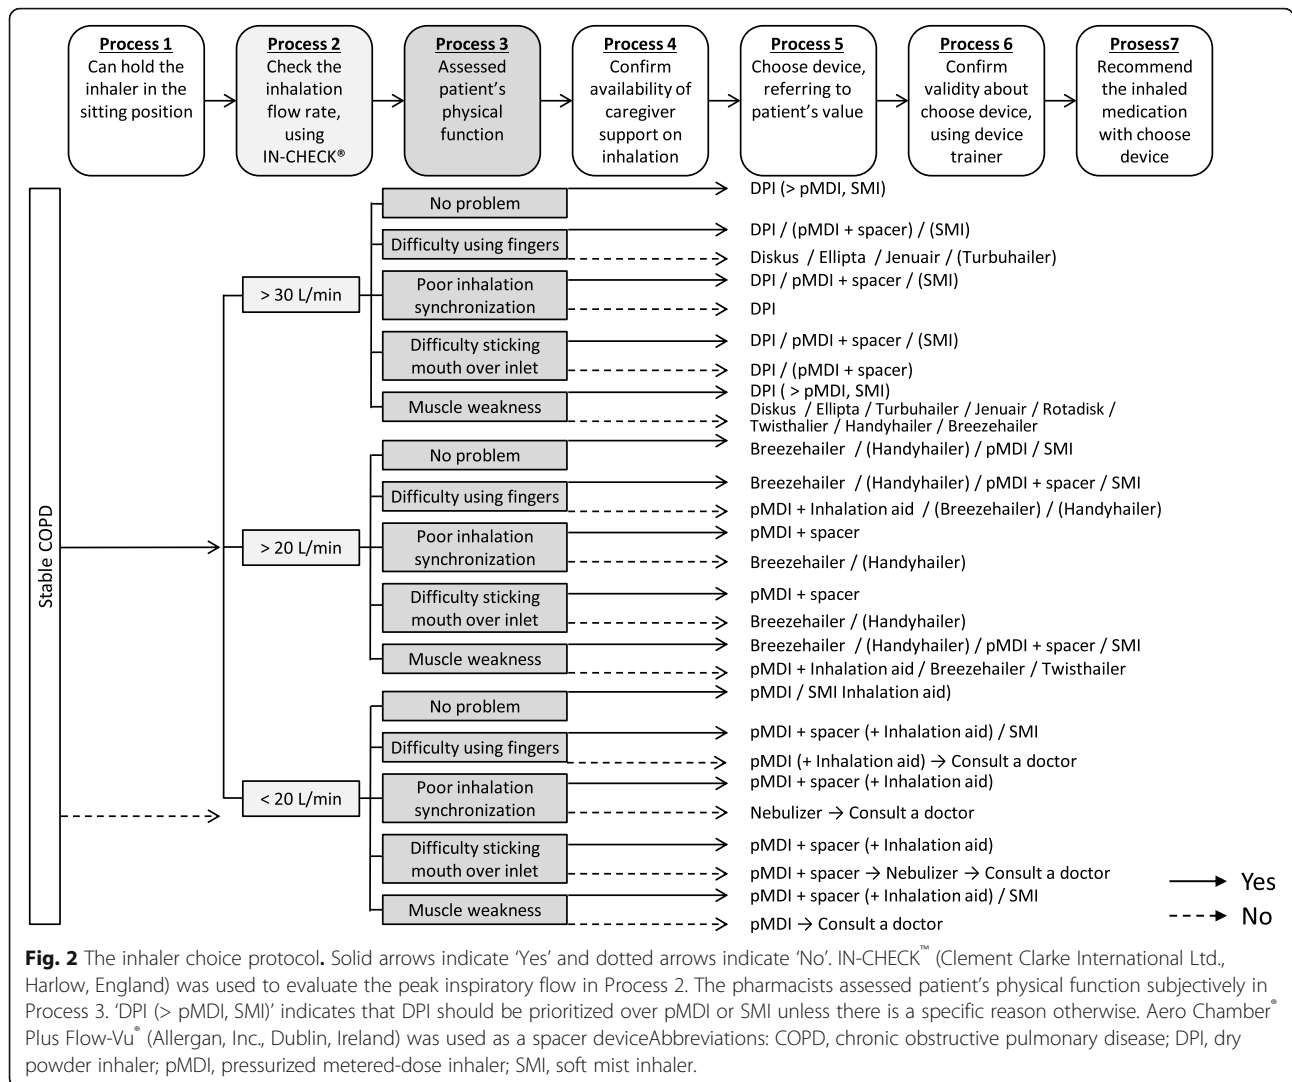 Process 1
Can hold the
inhaler in the
sitting position
Process 2
Check the
inhalation
flow rate,
using
IN-CHECK®
Process 3
Assessed
patient's
physical
function
Process 4
Confirm
availability of
caregiver
support on
inhalation
Process 5
Choose device,
referring to
patient's value
Process 6
Confirm
validity about
choose device,
using device
trainer
Prosess7
Recommend
the inhaled
medication
with choose
device
Stable COPD
> 30 L/min
No problem
DPI (> pMDI, SMI)
Difficulty using fingers
DPI / (pMDI + spacer) / (SMI)
Diskus / Ellipta / Jenuair / (Turbuhailer)
Poor inhalation
synchronization
DPI / pMDI + spacer / (SMI)
DPI
Difficulty sticking
mouth over inlet
DPI / pMDI + spacer / (SMI)
DPI / (pMDI + spacer)
Muscle weakness
DPI ( > pMDI, SMI)
Diskus / Ellipta / Turbuhailer / Jenuair / Rotadisk /
Twisthalier / Handyhailer / Breezehailer
> 20 L/min
No problem
Breezehailer / (Handyhailer) / pMDI / SMI
Difficulty using fingers
Breezehailer / (Handyhailer) / pMDI + spacer / SMI
pMDI + Inhalation aid / (Breezehailer) / (Handyhailer)
Poor inhalation
synchronization
pMDI + spacer
Breezehailer / (Handyhailer)
Difficulty sticking
mouth over inlet
pMDI + spacer
Breezehailer / (Handyhailer)
Muscle weakness
Breezehailer / (Handyhailer) / pMDI + spacer / SMI
pMDI + Inhalation aid / Breezehailer / Twisthailer
< 20 L/min
No problem
pMDI / SMI Inhalation aid)
Difficulty using fingers
pMDI + spacer (+ Inhalation aid) / SMI
pMDI (+ Inhalation aid) → Consult a doctor
Poor inhalation
synchronization
pMDI + spacer (+ Inhalation aid)
Nebulizer → Consult a doctor
Difficulty sticking
mouth over inlet
pMDI + spacer (+ Inhalation aid)
pMDI + spacer → Nebulizer → Consult a doctor
Muscle weakness
pMDI + spacer (+ Inhalation aid) / SMI
pMDI → Consult a doctor
Yes
No
Fig. 2 The inhaler choice protocol. Solid arrows indicate 'Yes' and dotted arrows indicate 'No'. IN-CHECK™ (Clement Clarke International Ltd.,
Harlow, England) was used to evaluate the peak inspiratory flow in Process 2. The pharmacists assessed patient's physical function subjectively in
Process 3. 'DPI (> pMDI, SMI)' indicates that DPI should be prioritized over pMDI or SMI unless there is a specific reason otherwise. Aero Chamber®
Plus Flow-Vu® (Allergan, Inc., Dublin, Ireland) was used as a spacer deviceAbbreviations: COPD, chronic obstructive pulmonary disease; DPI, dry
powder inhaler; pMDI, pressurized metered-dose inhaler; SMI, soft mist inhaler.